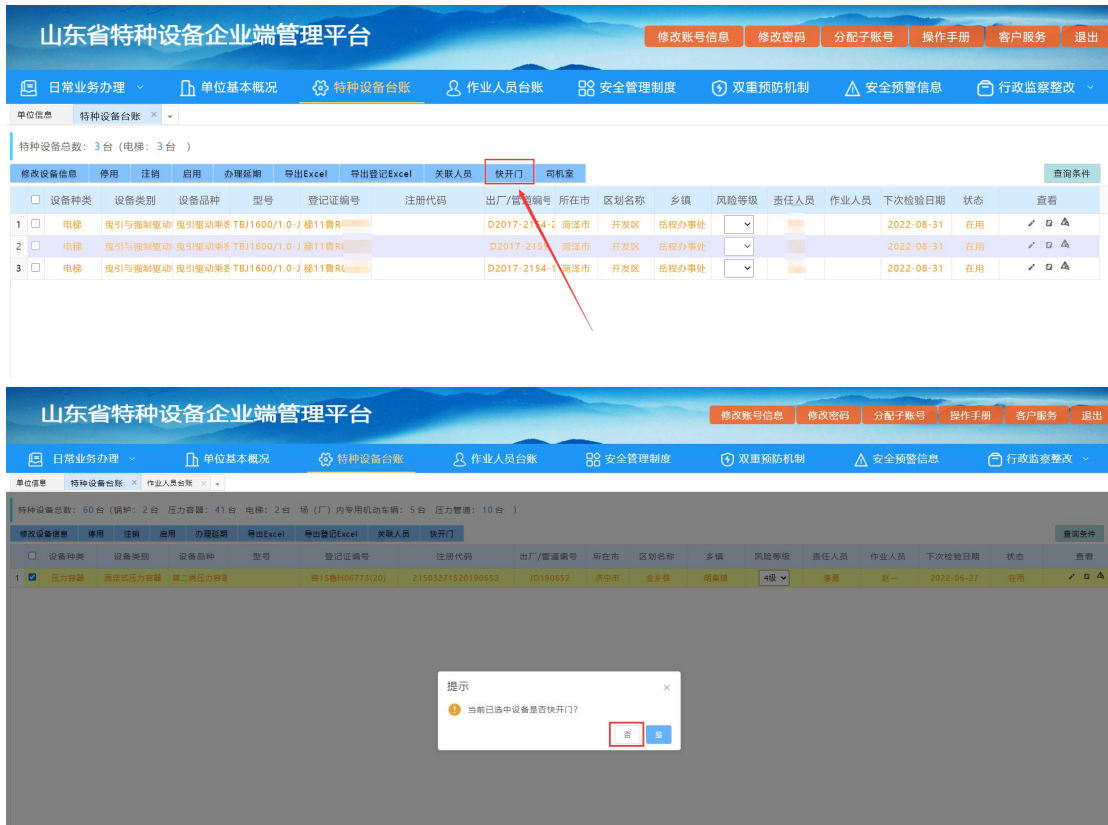 山东省特种设备企业端管理平台
修改账号信息 修改密码 分配子账号 操作手册 客户服务 退出
日常业务办理 单位基本概况 特种设备台账 作业人员台账 安全管理制度 双重预防机制 安全预警信息 行政监察整改
单位信息 特种设备台账 ×
特种设备总数: 3台 (电梯: 3台 )
修改设备信息 停用 注销 启用 办理延期 导出Excel 导出登记Excel 关联人员 快开门 司机室 查询条件
设备种类 设备类别 设备品种 型号 登记证编号 注册代码 出厂/管道编号 所在市 区划名称 乡镇 风险等级 责任人员 作业人员 下次检验日期 状态 查看
1 电梯 曳引与强制驱动 曳引驱动乘客 TBJ1600/1.0-J 梯11鲁R D2017-2154-2 菏泽市 开发区 岳程办事处 2022-08-31 在用
2 电梯 曳引与强制驱动 曳引驱动乘客 TBJ1600/1.0-J 梯11鲁R D2017-2155 菏泽市 开发区 岳程办事处 2022-08-31 在用
3 电梯 曳引与强制驱动 曳引驱动乘客 TBJ1600/1.0-J 梯11鲁R D2017-2154-1 菏泽市 开发区 岳程办事处 2022-08-31 在用
山东省特种设备企业端管理平台
修改账号信息 修改密码 分配子账号 操作手册 客户服务 退出
日常业务办理 单位基本概况 特种设备台账 作业人员台账 安全管理制度 双重预防机制 安全预警信息 行政监察整改
单位信息 特种设备台账 × 作业人员台账 ×
特种设备总数: 60台 (锅炉: 2台 压力容器: 41台 电梯: 2台 场（厂）内专用机动车辆: 5台 压力管道: 10台 )
修改设备信息 停用 注销 启用 办理延期 导出Excel 导出登记Excel 关联人员 快开门 查询条件
设备种类 设备类别 设备品种 型号 登记证编号 注册代码 出厂/管道编号 所在市 区划名称 乡镇 风险等级 责任人员 作业人员 下次检验日期 状态 查看
1 压力容器 固定式压力容器 第二类压力容器 容15鲁H06773(20) 21503271520190652 JD190652 济宁市 金乡县 4级 赵一 2022-06-27 在用
提示 ×
当前已选中设备是否快开门?
否 是